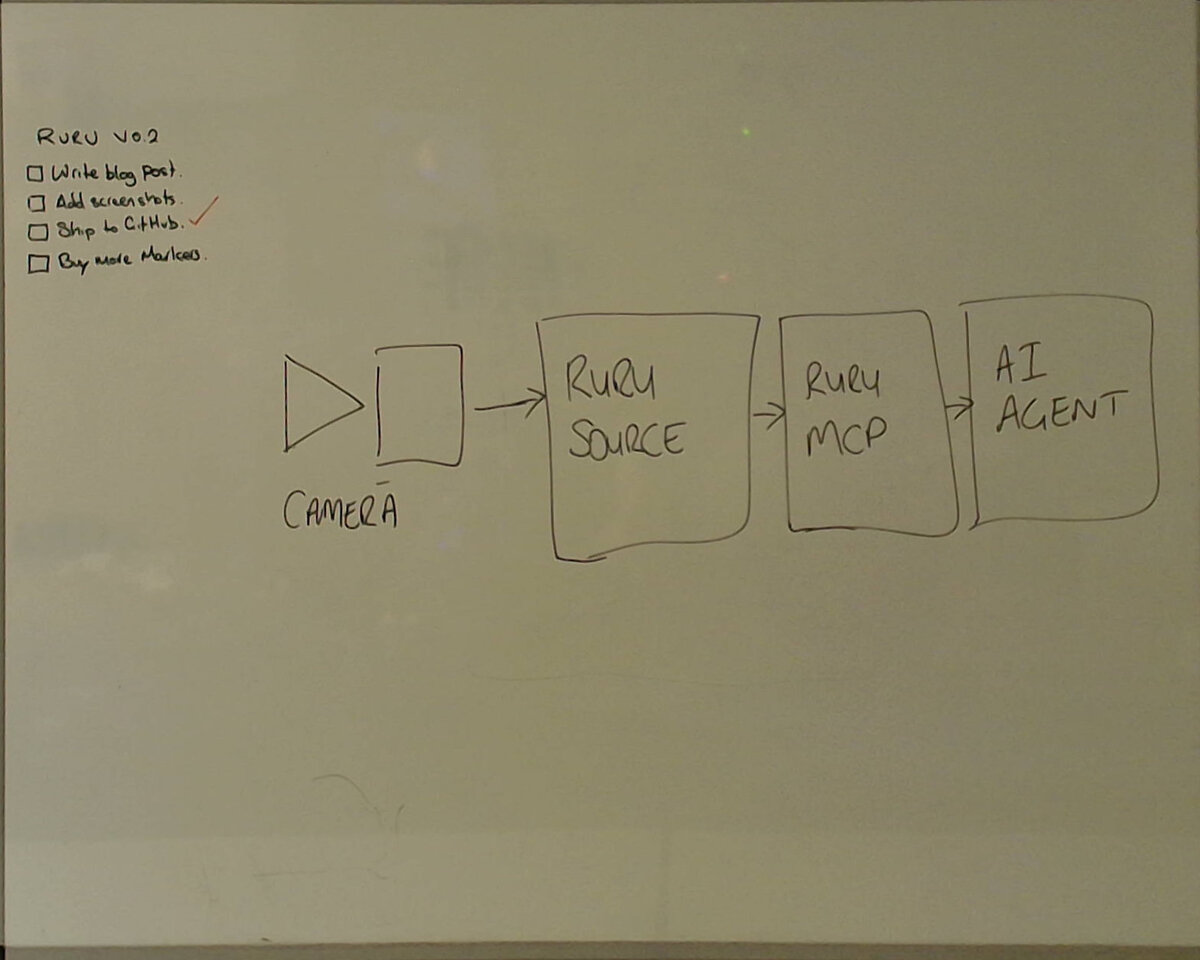 RURU V0.2
Write blog post.
Add screenshots.
Ship to GitHub.
Buy more Markers.
RURU
SOURCE
RURU
MCP
AI
AGENT
CAMERA